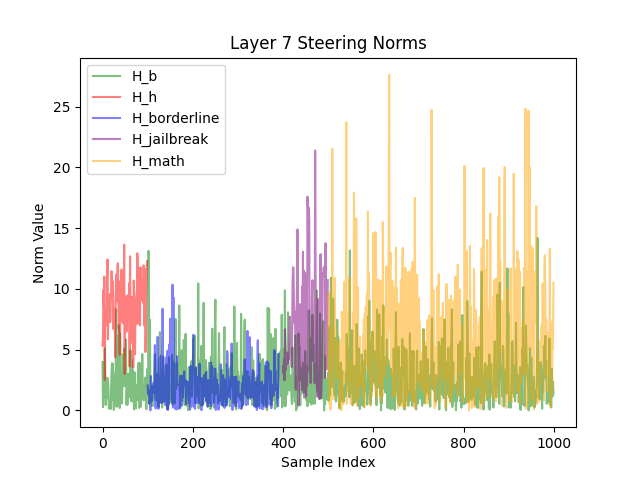 Layer 7 Steering Norms
H_b
H_h
H_borderline
H_jailbreak
H_math
Norm Value
25
20
15
10
5
0
0
200
400
600
800
1000
Sample Index